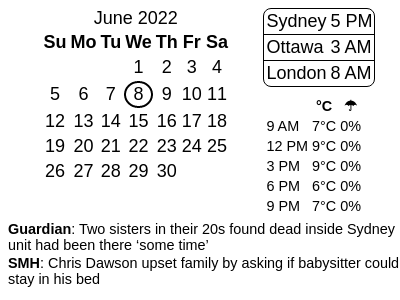 June 2022
Su Mo Tu We Th Fr Sa
1 2 3 4
5 6 7 8 9 10 11
12 13 14 15 16 17 18
19 20 21 22 23 24 25
26 27 28 29 30
Sydney 5 PM
Ottawa 3 AM
London 8 AM
°C ☂
9 AM 7°C 0%
12 PM 9°C 0%
3 PM 9°C 0%
6 PM 6°C 0%
9 PM 7°C 0%
Guardian: Two sisters in their 20s found dead inside Sydney
unit had been there ‘some time’
SMH: Chris Dawson upset family by asking if babysitter could
stay in his bed